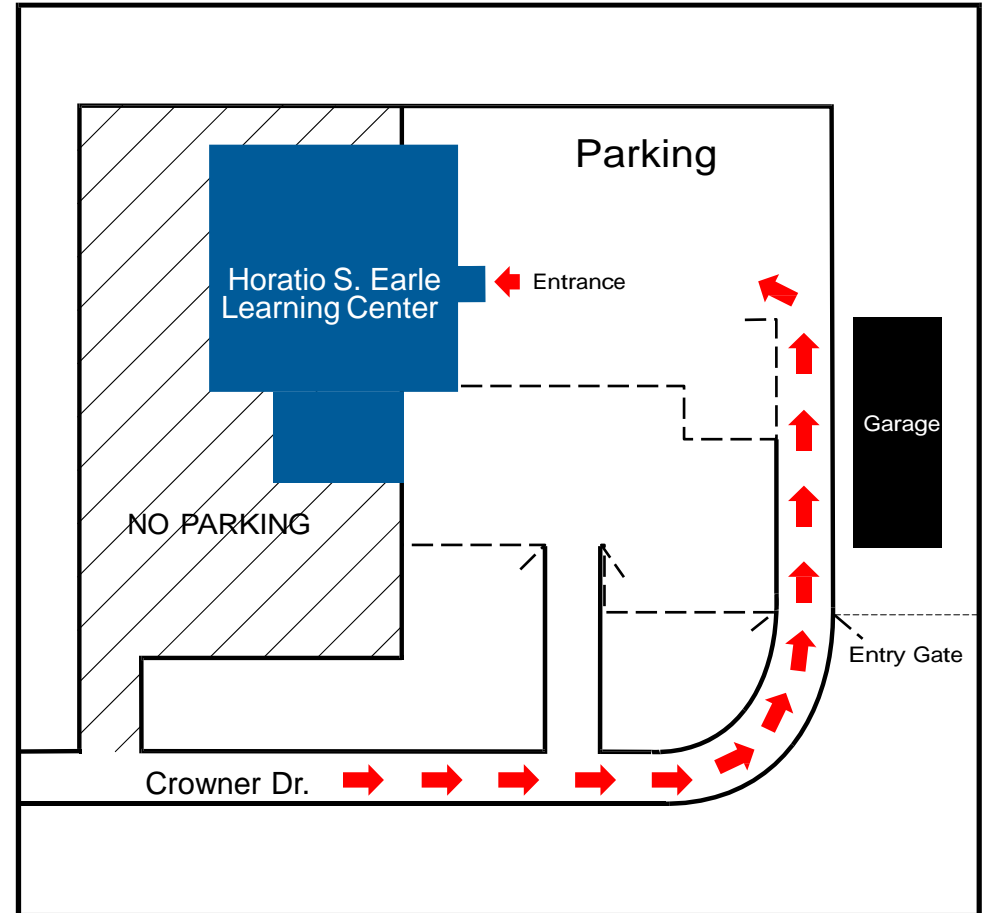 Parking
Horatio S. Earle
Learning Center
Entrance
Garage
NO PARKING
Entry Gate
Crowner Dr.